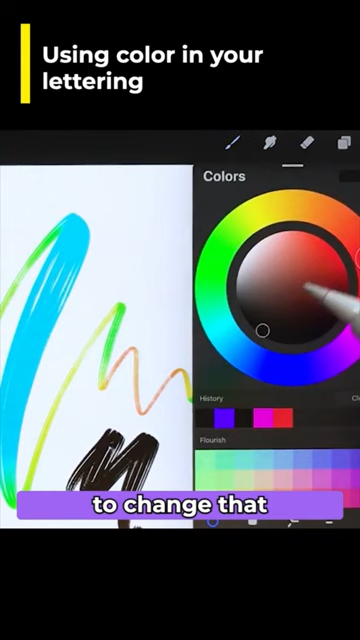 Using color in your
lettering
Colors
History
Flourish
to change that